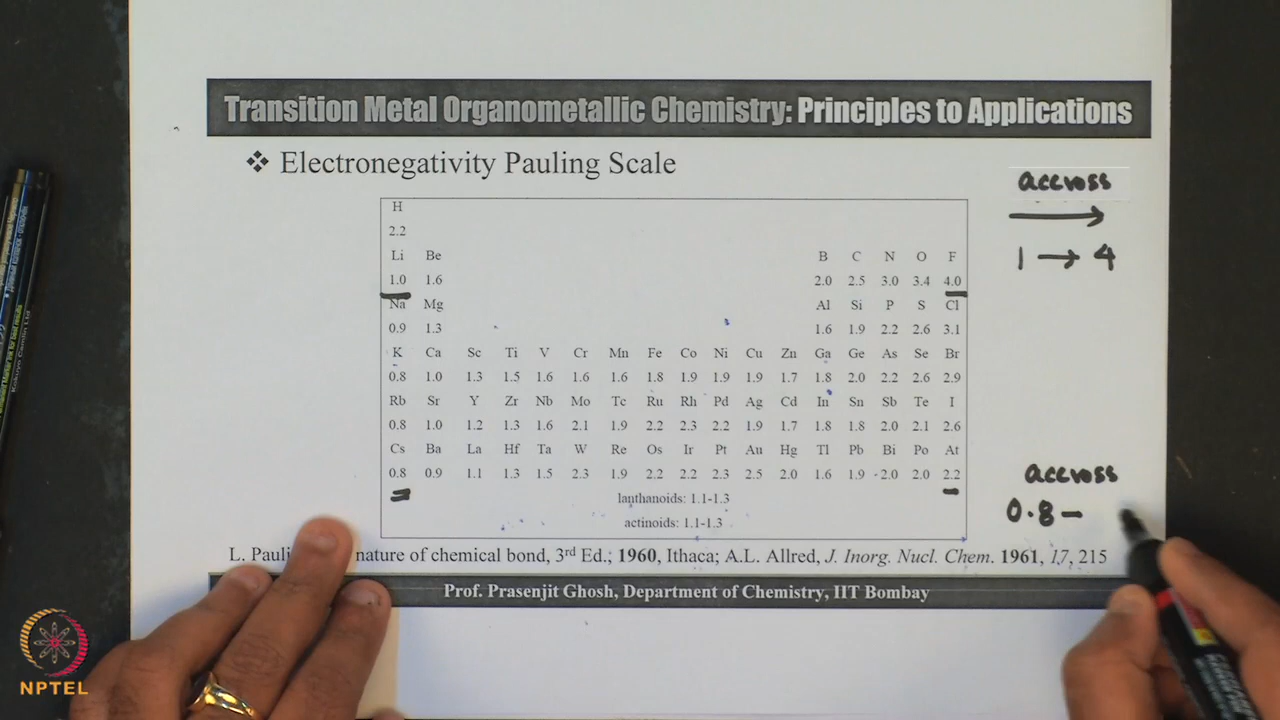 Transition Metal Organometallic Chemistry: Principles to Applications
❖ Electronegativity Pauling Scale
accross
1 → 4
H
2.2
Li Be B C N O F
1.0 1.6 2.0 2.5 3.0 3.4 4.0
Na Mg Al Si P S Cl
0.9 1.3 1.6 1.9 2.2 2.6 3.1
K Ca Sc Ti V Cr Mn Fe Co Ni Cu Zn Ga Ge As Se Br
0.8 1.0 1.3 1.5 1.6 1.6 1.6 1.8 1.9 1.9 1.9 1.7 1.8 2.0 2.2 2.6 2.9
Rb Sr Y Zr Nb Mo Tc Ru Rh Pd Ag Cd In Sn Sb Te I
0.8 1.0 1.2 1.3 1.6 2.1 1.9 2.2 2.3 2.2 1.9 1.7 1.8 1.8 2.0 2.1 2.6
Cs Ba La Hf Ta W Re Os Ir Pt Au Hg Tl Pb Bi Po At
0.8 0.9 1.1 1.3 1.5 2.3 1.9 2.2 2.2 2.3 2.5 2.0 1.6 1.9 2.0 2.0 2.2
lanthanoids: 1.1-1.3
actinoids: 1.1-1.3
accross
0.8 –
L. nature of chemical bond, 3rd Ed.; 1960, Ithaca; A.L. Allred, J. Inorg. Nucl. Chem. 1961, 17, 215
Prof. Prasenjit Ghosh, Department of Chemistry, IIT Bombay
NPTEL